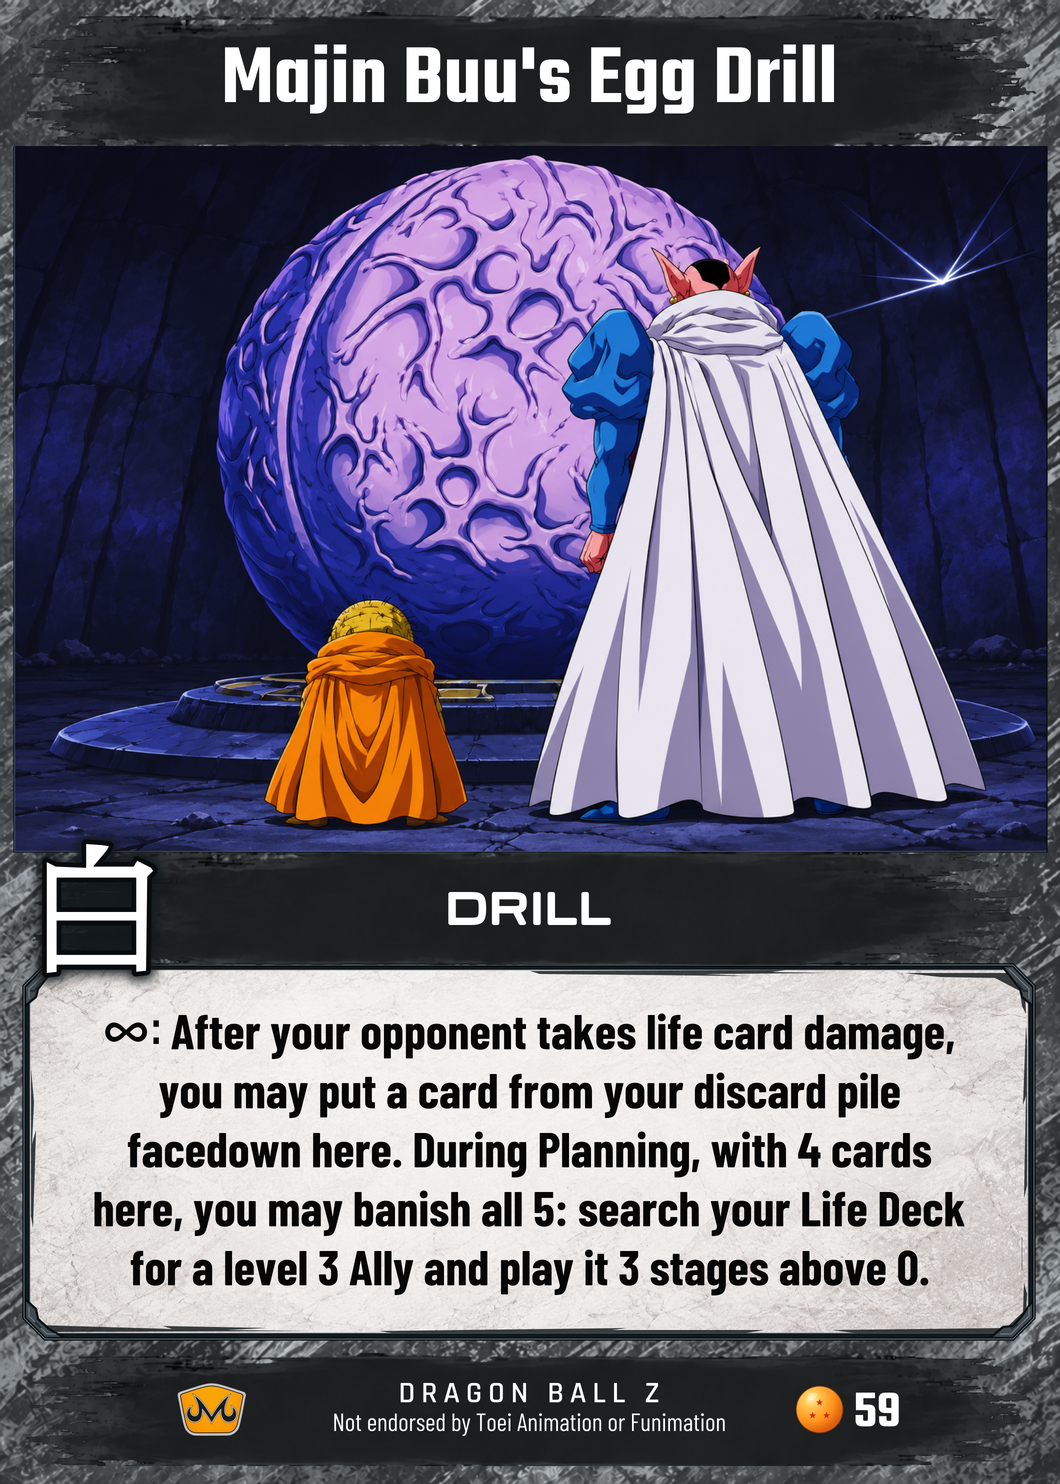 Majin Buu's Egg Drill
白
DRILL
∞: After your opponent takes life card damage,
you may put a card from your discard pile
facedown here. During Planning, with 4 cards
here, you may banish all 5: search your Life Deck
for a level 3 Ally and play it 3 stages above 0.
DRAGON BALL Z
Not endorsed by Toei Animation or Funimation
59